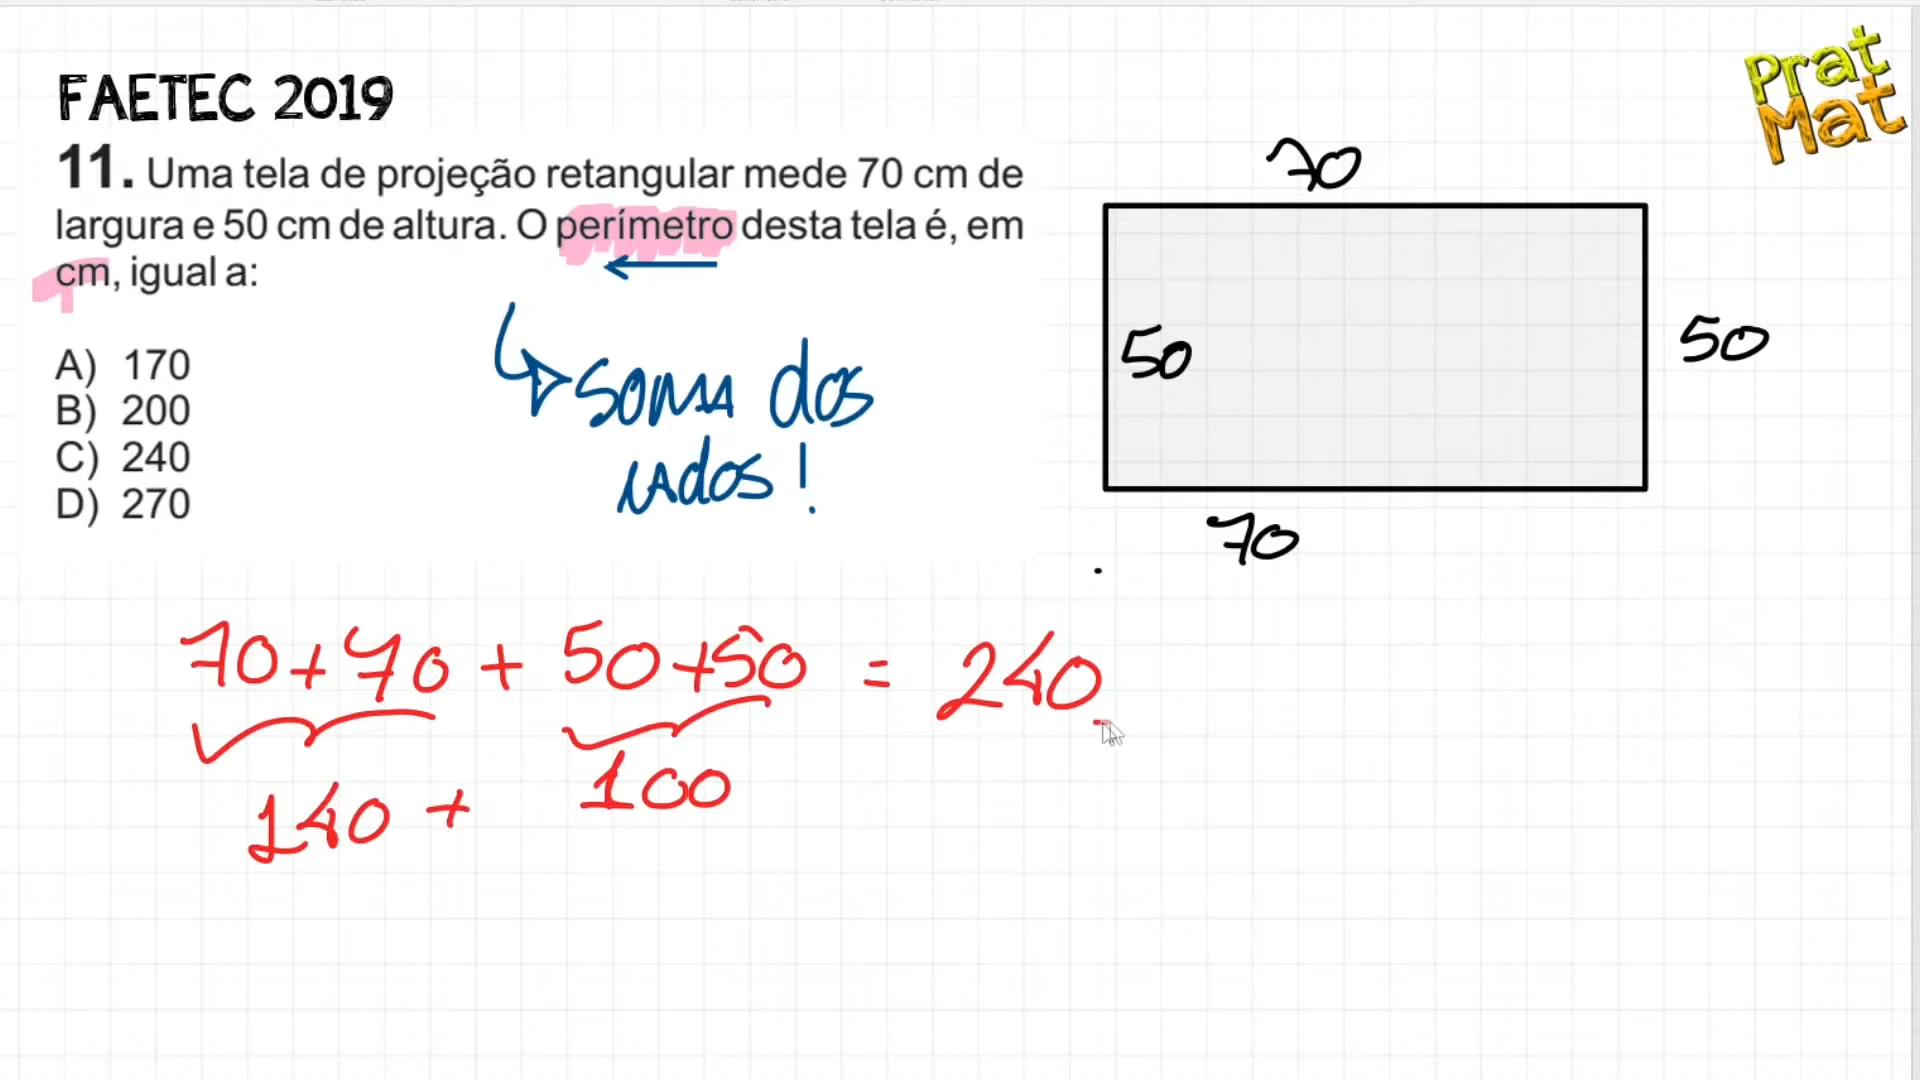 FAETEC 2019
Prat
Mat
11. Uma tela de projeção retangular mede 70 cm de
largura e 50 cm de altura. O perímetro desta tela é, em
cm, igual a:
A) 170
B) 200
C) 240
D) 270
soma dos
lados!
70
50
50
70
70+70 + 50+50 = 240
140 + 100